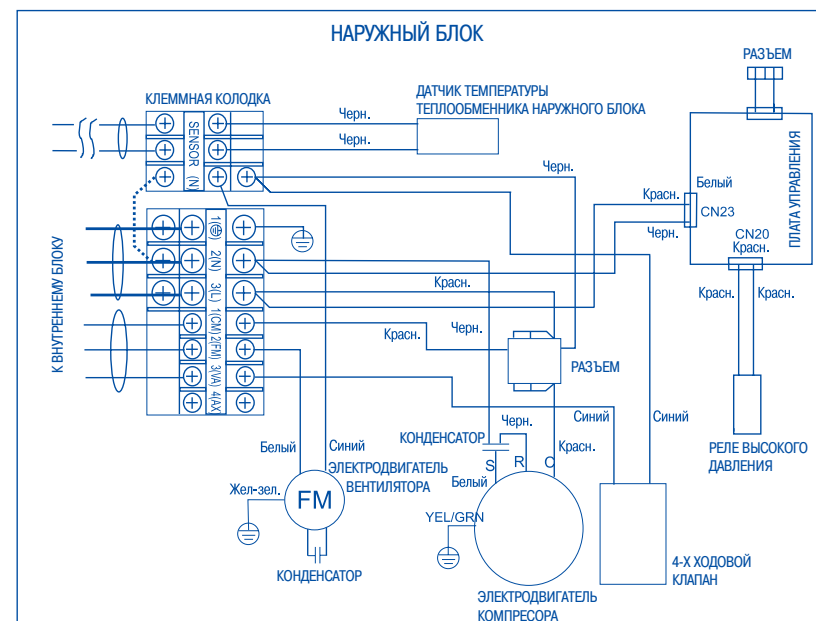 НАРУЖНЫЙ БЛОК
РАЗЪЕМ
КЛЕММНАЯ КОЛОДКА
ДАТЧИК ТЕМПЕРАТУРЫ
ТЕПЛООБМЕННИКА НАРУЖНОГО БЛОКА
Черн.
Черн.
SENSOR (N)
Черн.
Белый
Красн.
CN23
Черн.
CN20
Красн.
ПЛАТА УПРАВЛЕНИЯ
К ВНУТРЕННЕМУ БЛОКУ
1(⏚)
2(N)
3(L)
1(CM)
2(FM)
3(VA)
4(AX)
Красн.
Красн.
Красн.
Черн.
Красн.
РАЗЪЕМ
Синий
Синий
Черн.
КОНДЕНСАТОР
Красн.
Белый
Синий
S
R
C
Белый
РЕЛЕ ВЫСОКОГО
ДАВЛЕНИЯ
ЭЛЕКТРОДВИГАТЕЛЬ
ВЕНТИЛЯТОРА
Жел-зел.
FM
YEL/GRN
КОНДЕНСАТОР
4-Х ХОДОВОЙ
КЛАПАН
ЭЛЕКТРОДВИГАТЕЛЬ
КОМПРЕСОРА